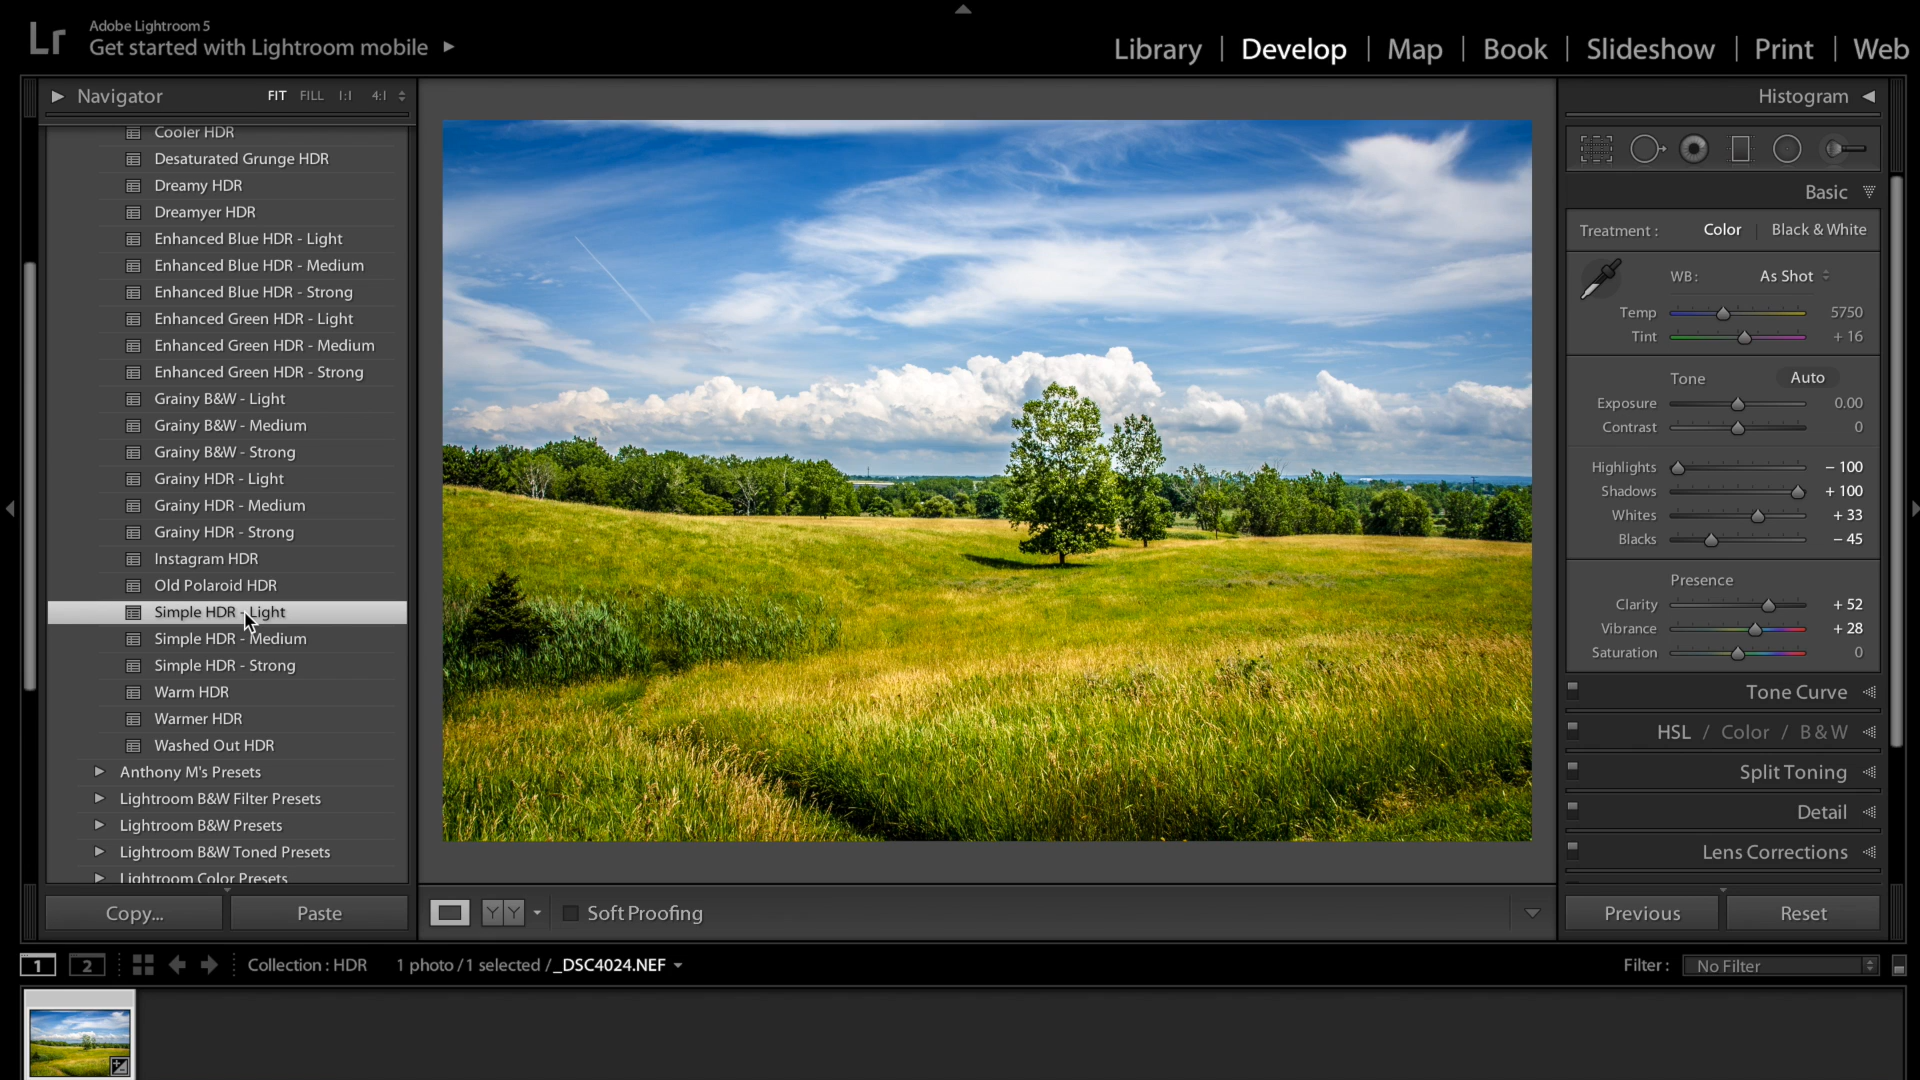 Lr
Adobe Lightroom 5
Get started with Lightroom mobile
Library | Develop | Map | Book | Slideshow | Print | Web
Navigator FIT FILL 1:1 4:1
Histogram
Cooler HDR
Desaturated Grunge HDR
Dreamy HDR
Dreamyer HDR
Enhanced Blue HDR - Light
Enhanced Blue HDR - Medium
Enhanced Blue HDR - Strong
Enhanced Green HDR - Light
Enhanced Green HDR - Medium
Enhanced Green HDR - Strong
Grainy B&W - Light
Grainy B&W - Medium
Grainy B&W - Strong
Grainy HDR - Light
Grainy HDR - Medium
Grainy HDR - Strong
Instagram HDR
Old Polaroid HDR
Simple HDR - Light
Simple HDR - Medium
Simple HDR - Strong
Warm HDR
Warmer HDR
Washed Out HDR
Anthony M's Presets
Lightroom B&W Filter Presets
Lightroom B&W Presets
Lightroom B&W Toned Presets
Lightroom Color Presets
Copy...
Paste
Basic
Treatment : Color | Black & White
WB : As Shot
Temp 5750
Tint + 16
Tone Auto
Exposure 0.00
Contrast 0
Highlights − 100
Shadows + 100
Whites + 33
Blacks − 45
Presence
Clarity + 52
Vibrance + 28
Saturation 0
Tone Curve
HSL / Color / B & W
Split Toning
Detail
Lens Corrections
Previous
Reset
Y Y Soft Proofing
1 2 Collection : HDR 1 photo / 1 selected / _DSC4024.NEF
Filter : No Filter